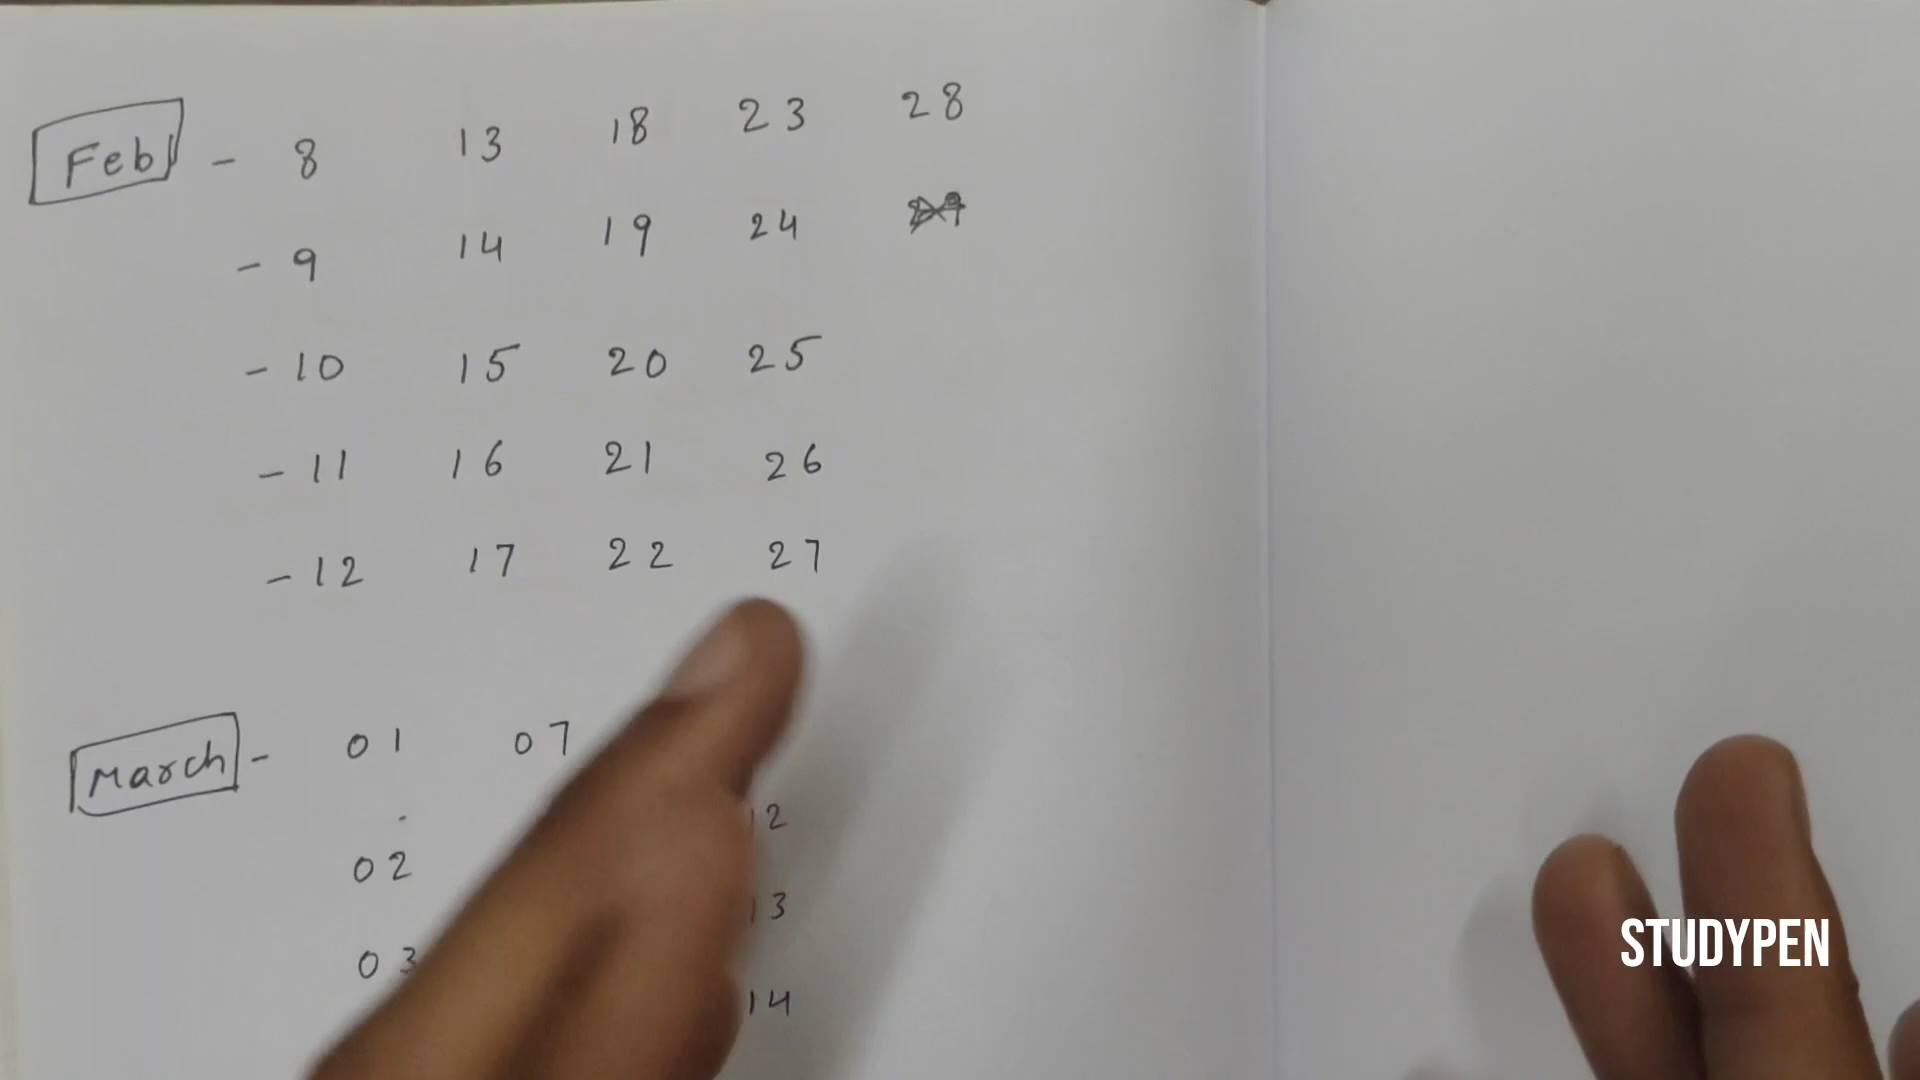 Feb - 8 13 18 23 28
- 9 14 19 24
- 10 15 20 25
- 11 16 21 26
- 12 17 22 27
March - 01 07
12
02
13
03
14
STUDYPEN